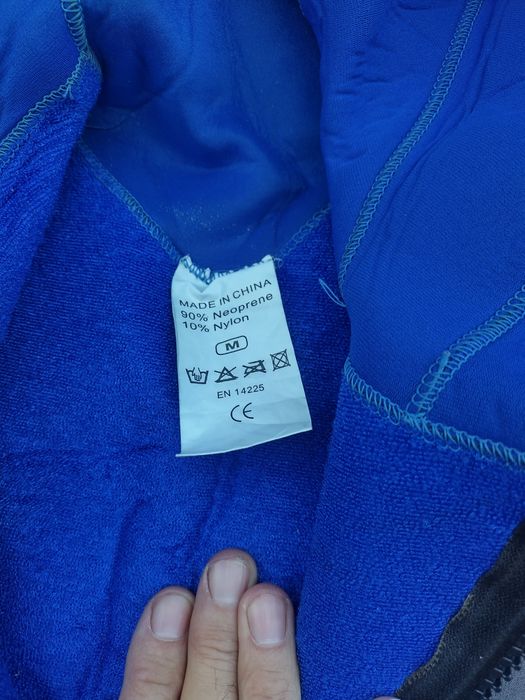 MADE IN CHINA
90% Neoprene
10% Nylon
M
EN 14225
CE